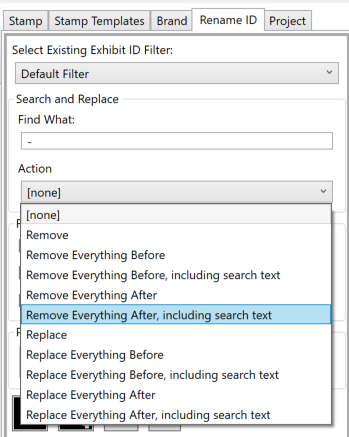 Stamp Stamp Templates Brand Rename ID Project
Select Existing Exhibit ID Filter:
Default Filter
Search and Replace
Find What:
-
Action
[none]
[none]
Remove
Remove Everything Before
Remove Everything Before, including search text
Remove Everything After
Remove Everything After, including search text
Replace
Replace Everything Before
Replace Everything Before, including search text
Replace Everything After
Replace Everything After, including search text